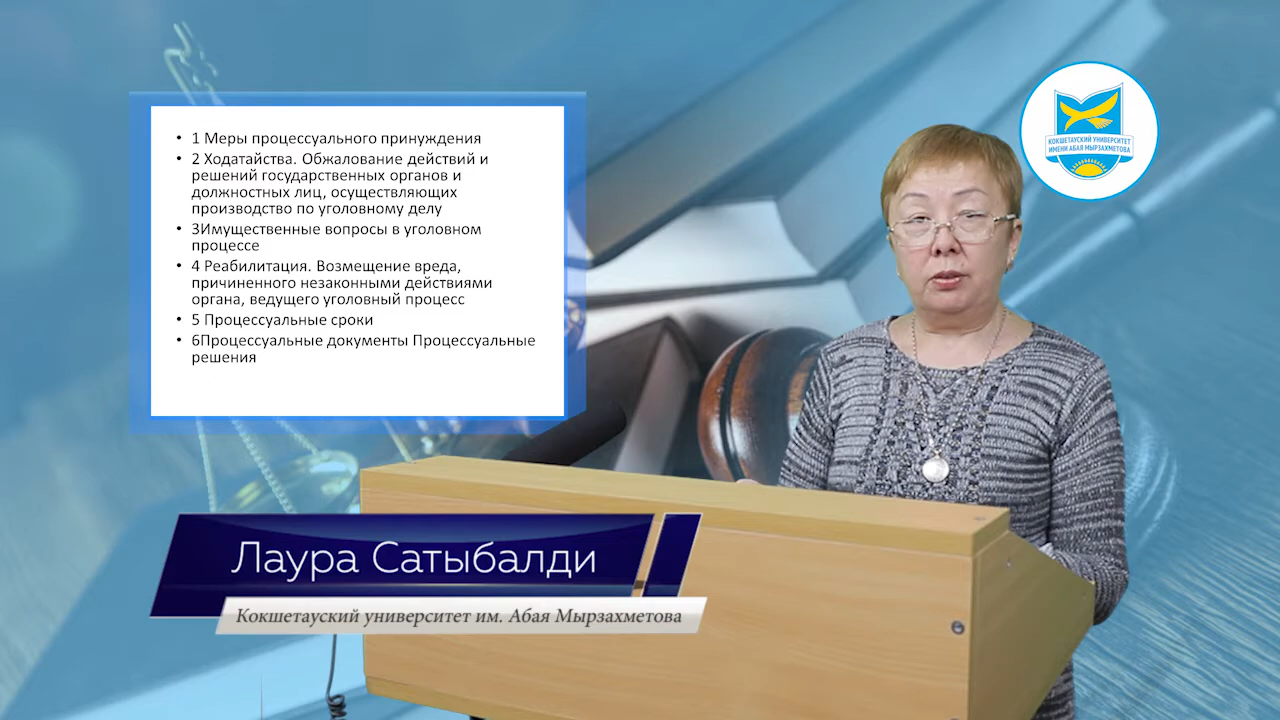 • 1 Меры процессуального принуждения
• 2 Ходатайства. Обжалевание действий и
решений государственных органов и
должностных лиц, осуществляющих
производство по уголовному делу
• 3Имущественные вопросы в уголовном
процессе
• 4 Реабилитация. Возмещение вреда,
причиненного незаконными действиями
органа, ведущего уголовный процесс
• 5 Процессуальные сроки
• 6Процессуальные документы Процессуальные
решения
КОКШЕТАУСКИЙ УНИВЕРСИТЕТ
ИМЕНИ АБАЯ МЫРЗАХМЕТОВА
Лаура Сатыбалди
Кокшетауский университет им. Абая Мырзахметова